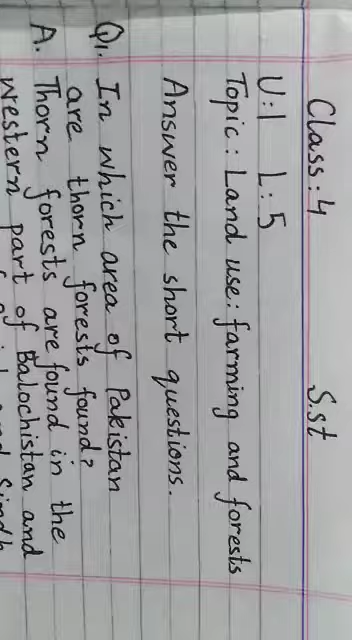 Class: 4 S.st
U:1 L:5
Topic: Land use: farming and forests
Answer the short questions.
Q1. In which area of Pakistan
are thorn forests found?
A. Thorn forests are found in the
western part of Balochistan and